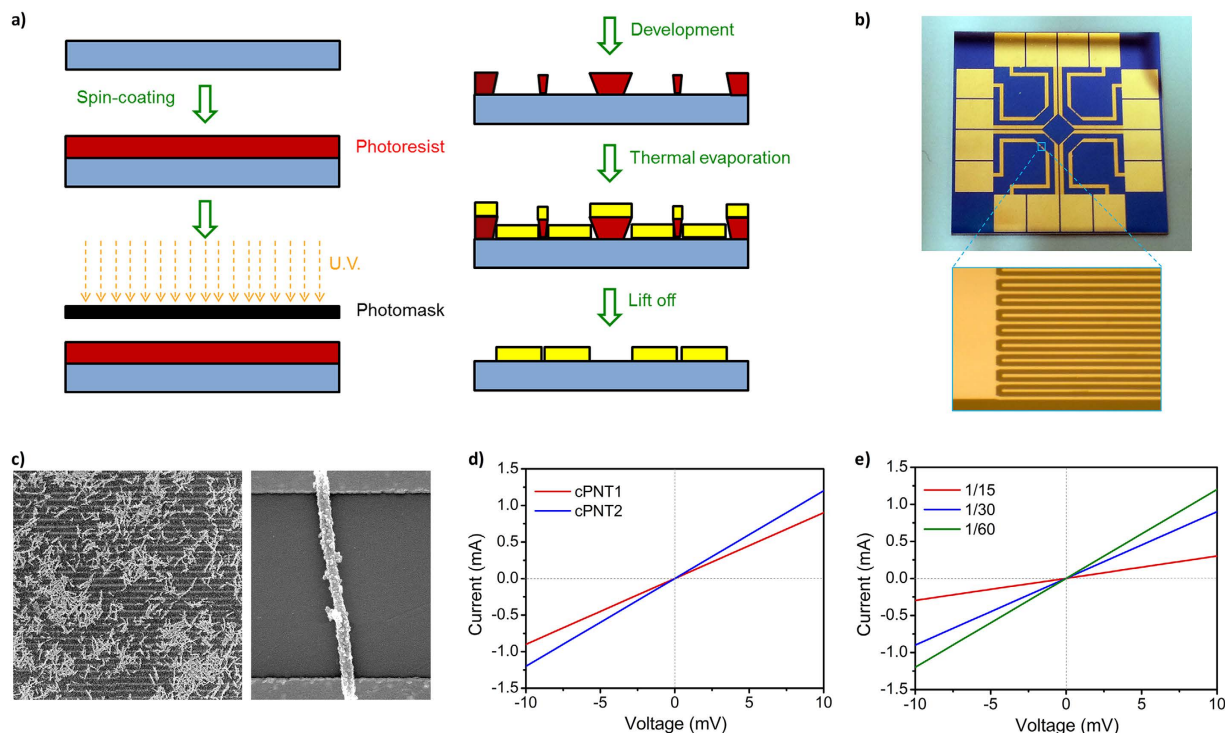 a)
Spin-coating
Photoresist
U.V.
Photomask
Development
Thermal evaporation
Lift off
b)
c)
d)
1.5
1.0
0.5
0.0
-0.5
-1.0
-1.5
Current (mA)
cPNT1
cPNT2
-10
-5
0
5
10
Voltage (mV)
e)
1.5
1.0
0.5
0.0
-0.5
-1.0
-1.5
Current (mA)
1/15
1/30
1/60
-10
-5
0
5
10
Voltage (mV)